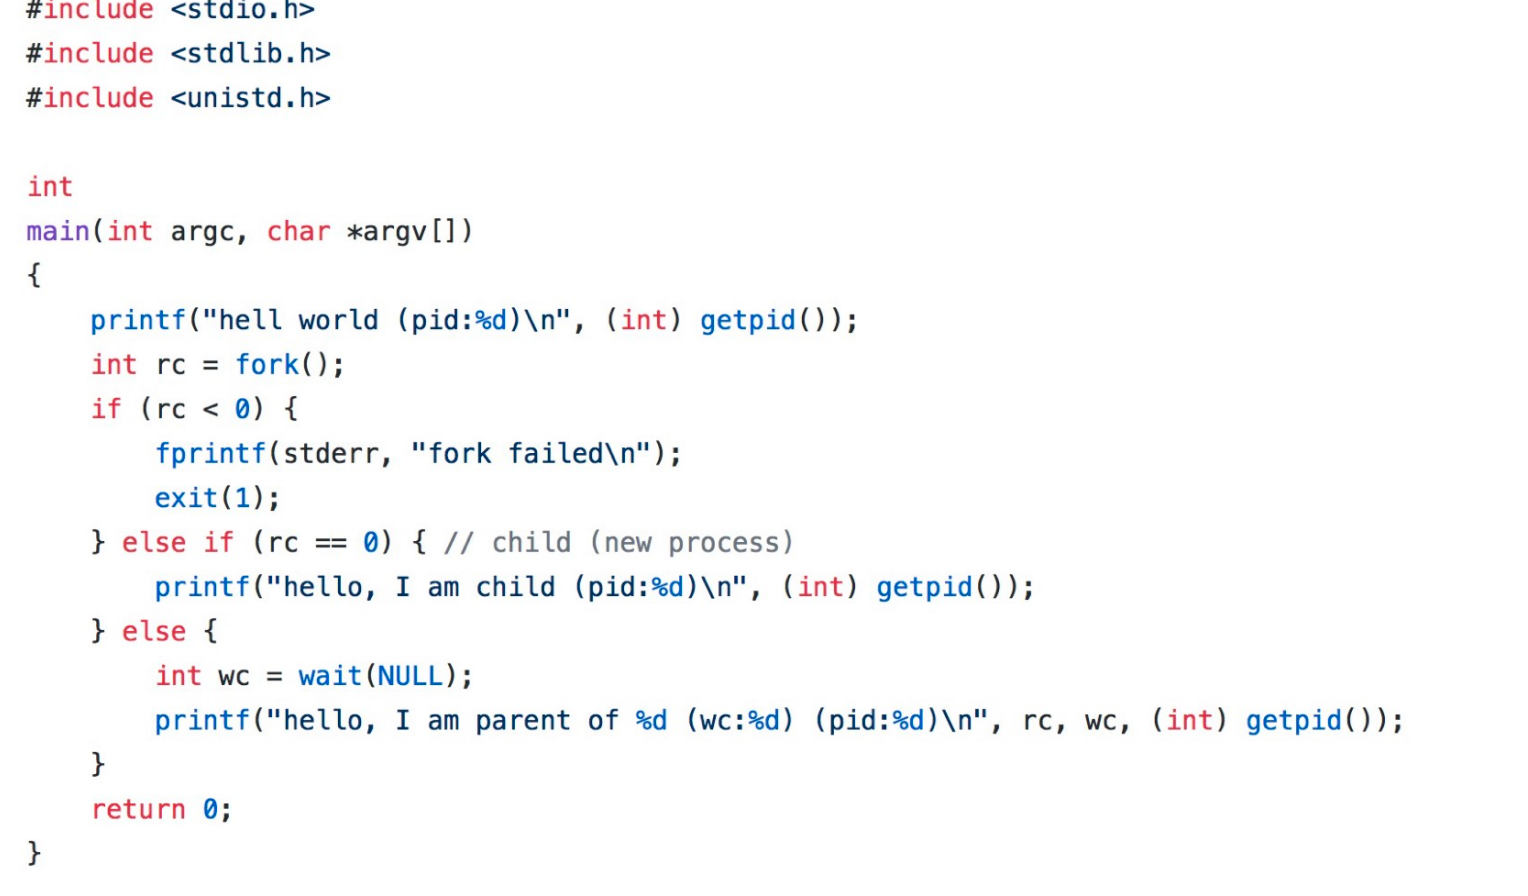 #include <stdio.h>
#include <stdlib.h>
#include <unistd.h>
int
main(int argc, char *argv[])
{
    printf("hell world (pid:%d)\n", (int) getpid());
    int rc = fork();
    if (rc < 0) {
        fprintf(stderr, "fork failed\n");
        exit(1);
    } else if (rc == 0) { // child (new process)
        printf("hello, I am child (pid:%d)\n", (int) getpid());
    } else {
        int wc = wait(NULL);
        printf("hello, I am parent of %d (wc:%d) (pid:%d)\n", rc, wc, (int) getpid());
    }
    return 0;
}